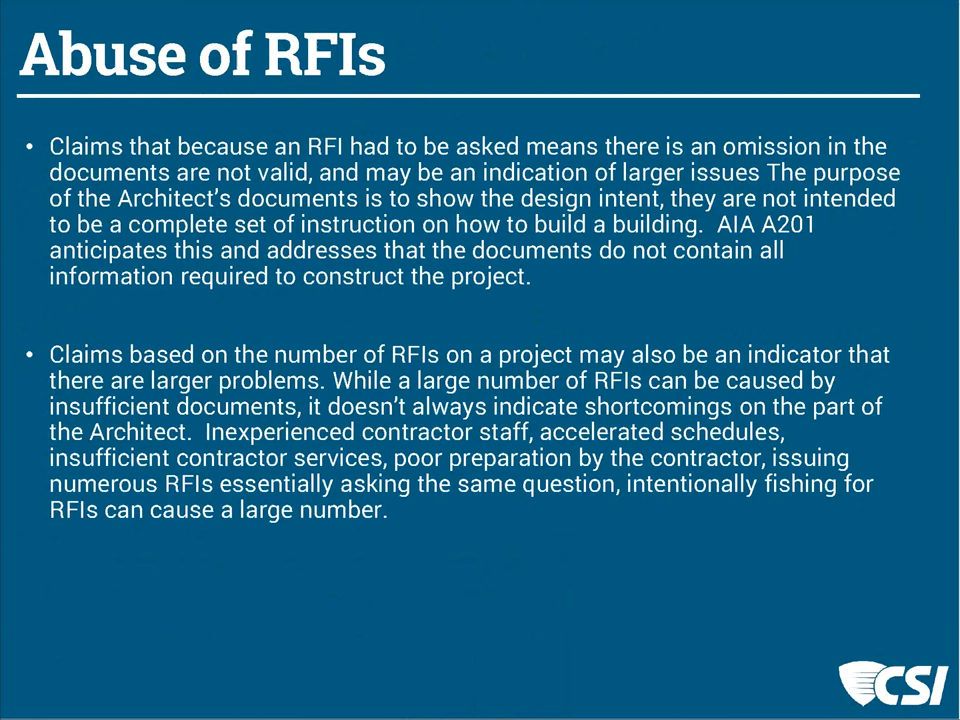 Abuse of RFIs
• Claims that because an RFI had to be asked means there is an omission in the
documents are not valid, and may be an indication of larger issues The purpose
of the Architect's documents is to show the design intent, they are not intended
to be a complete set of instruction on how to build a building.  AIA A201
anticipates this and addresses that the documents do not contain all
information required to construct the project.
• Claims based on the number of RFIs on a project may also be an indicator that
there are larger problems. While a large number of RFIs can be caused by
insufficient documents, it doesn't always indicate shortcomings on the part of
the Architect.  Inexperienced contractor staff, accelerated schedules,
insufficient contractor services, poor preparation by the contractor, issuing
numerous RFIs essentially asking the same question, intentionally fishing for
RFIs can cause a large number.
CSI